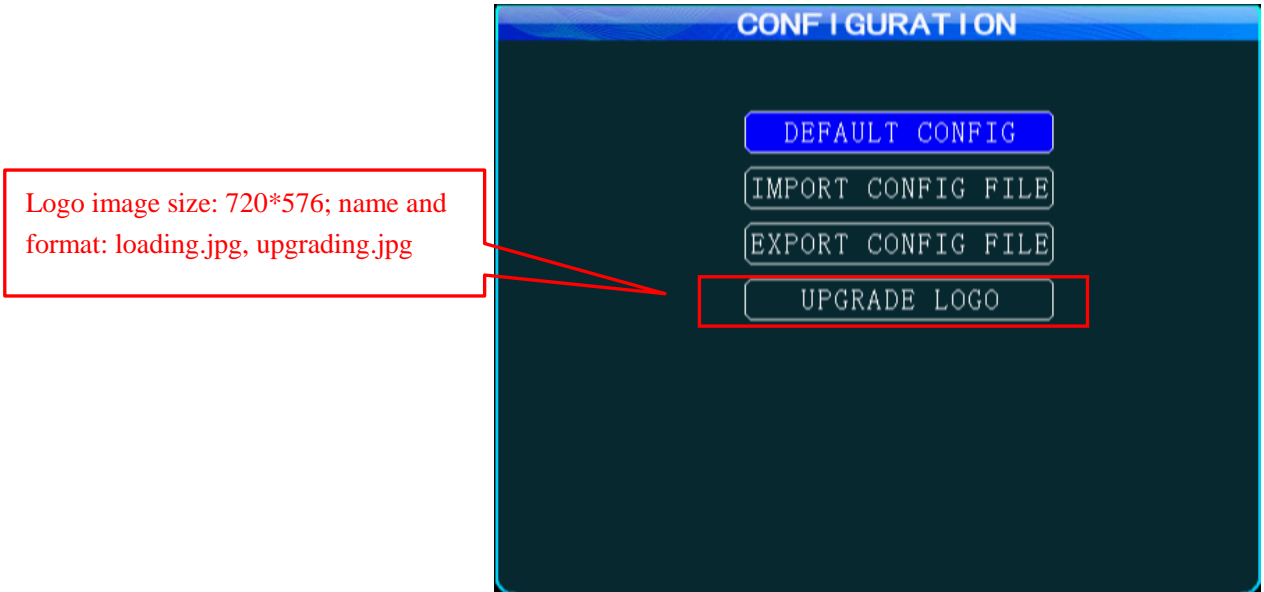 CONFIGURATION
DEFAULT CONFIG
IMPORT CONFIG FILE
EXPORT CONFIG FILE
UPGRADE LOGO
Logo image size: 720*576; name and
format: loading.jpg, upgrading.jpg